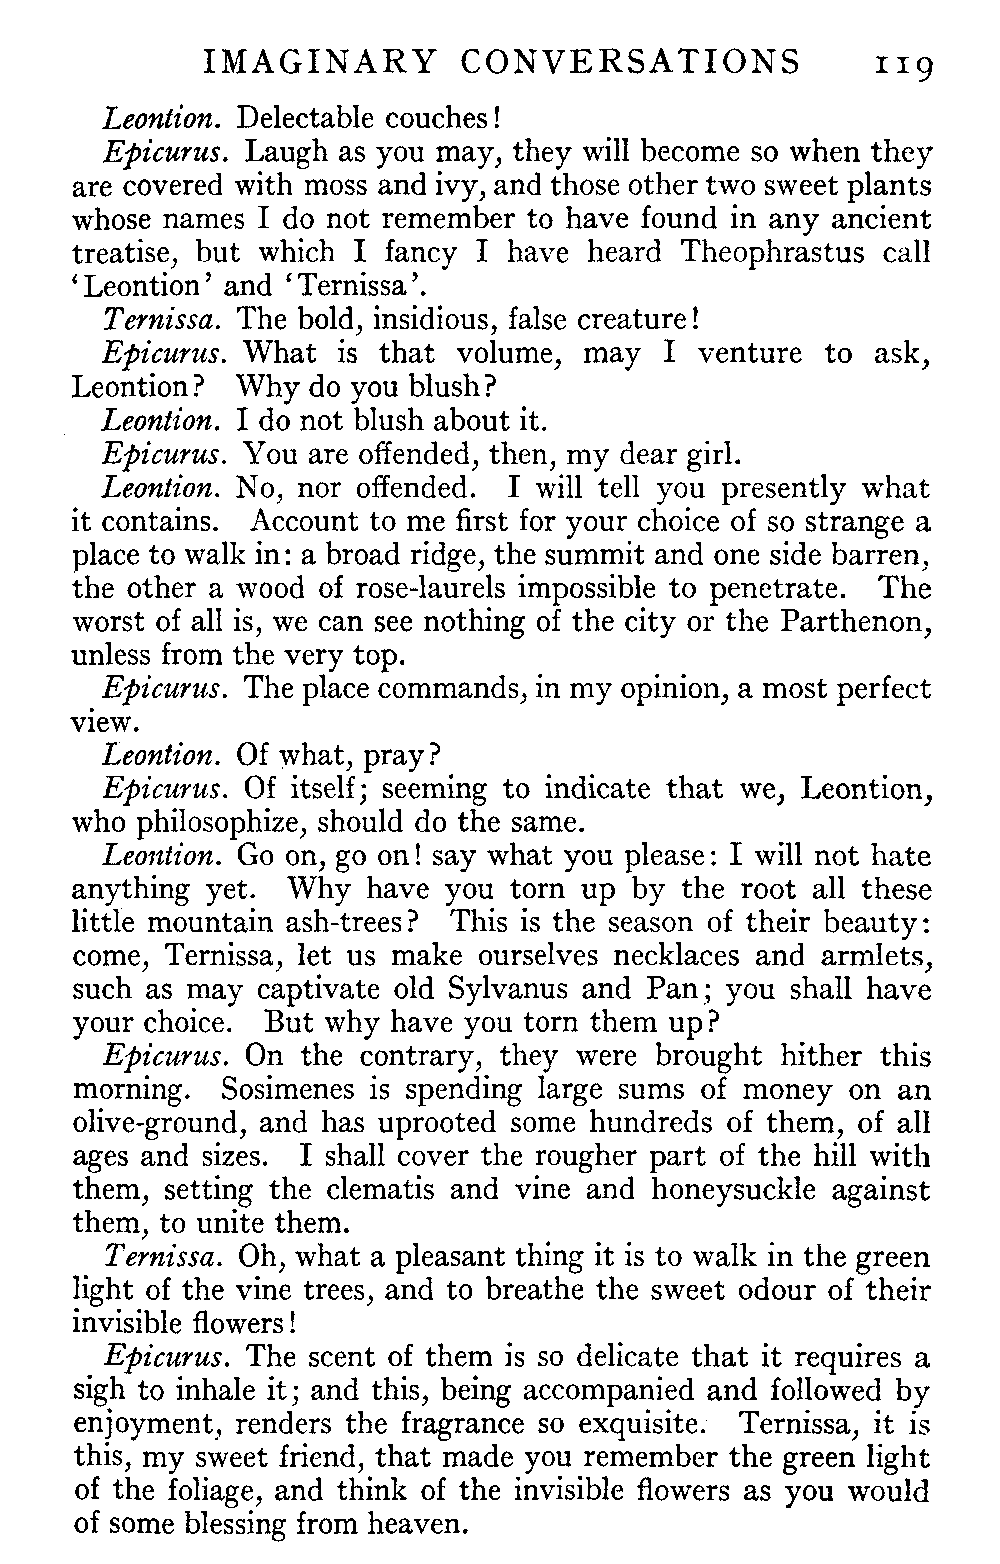 IMAGINARY CONVERSATIONS 119
Leontion. Delectable couches!
Epicurus. Laugh as you may, they will become so when they
are covered with moss and ivy, and those other two sweet plants
whose names I do not remember to have found in any ancient
treatise, but which I fancy I have heard Theophrastus call
‘Leontion’ and ‘Ternissa’.
Ternissa. The bold, insidious, false creature!
Epicurus. What is that volume, may I venture to ask,
Leontion? Why do you blush?
Leontion. I do not blush about it.
Epicurus. You are offended, then, my dear girl.
Leontion. No, nor offended. I will tell you presently what
it contains. Account to me first for your choice of so strange a
place to walk in: a broad ridge, the summit and one side barren,
the other a wood of rose-laurels impossible to penetrate. The
worst of all is, we can see nothing of the city or the Parthenon,
unless from the very top.
Epicurus. The place commands, in my opinion, a most perfect
view.
Leontion. Of what, pray?
Epicurus. Of itself; seeming to indicate that we, Leontion,
who philosophize, should do the same.
Leontion. Go on, go on! say what you please: I will not hate
anything yet. Why have you torn up by the root all these
little mountain ash-trees? This is the season of their beauty:
come, Ternissa, let us make ourselves necklaces and armlets,
such as may captivate old Sylvanus and Pan; you shall have
your choice. But why have you torn them up?
Epicurus. On the contrary, they were brought hither this
morning. Sosimenes is spending large sums of money on an
olive-ground, and has uprooted some hundreds of them, of all
ages and sizes. I shall cover the rougher part of the hill with
them, setting the clematis and vine and honeysuckle against
them, to unite them.
Ternissa. Oh, what a pleasant thing it is to walk in the green
light of the vine trees, and to breathe the sweet odour of their
invisible flowers!
Epicurus. The scent of them is so delicate that it requires a
sigh to inhale it; and this, being accompanied and followed by
enjoyment, renders the fragrance so exquisite. Ternissa, it is
this, my sweet friend, that made you remember the green light
of the foliage, and think of the invisible flowers as you would
of some blessing from heaven.